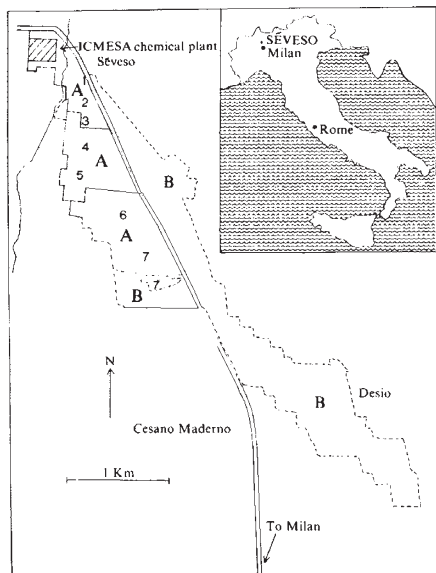 ICMESA chemical plant
Seveso
A
1
2
3
4
A
5
B
6
A
7
7
B
N
B
Desio
Cesano Maderno
1 Km
To Milan
SEVESO
Milan
Rome